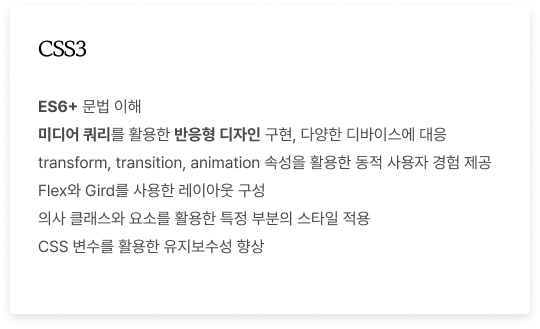 CSS3
ES6+ 문법 이해
미디어 쿼리를 활용한 반응형 디자인 구현, 다양한 디바이스에 대응
transform, transition, animation 속성을 활용한 동적 사용자 경험 제공
Flex와 Gird를 사용한 레이아웃 구성
의사 클래스와 요소를 활용한 특정 부분의 스타일 적용
CSS 변수를 활용한 유지보수성 향상